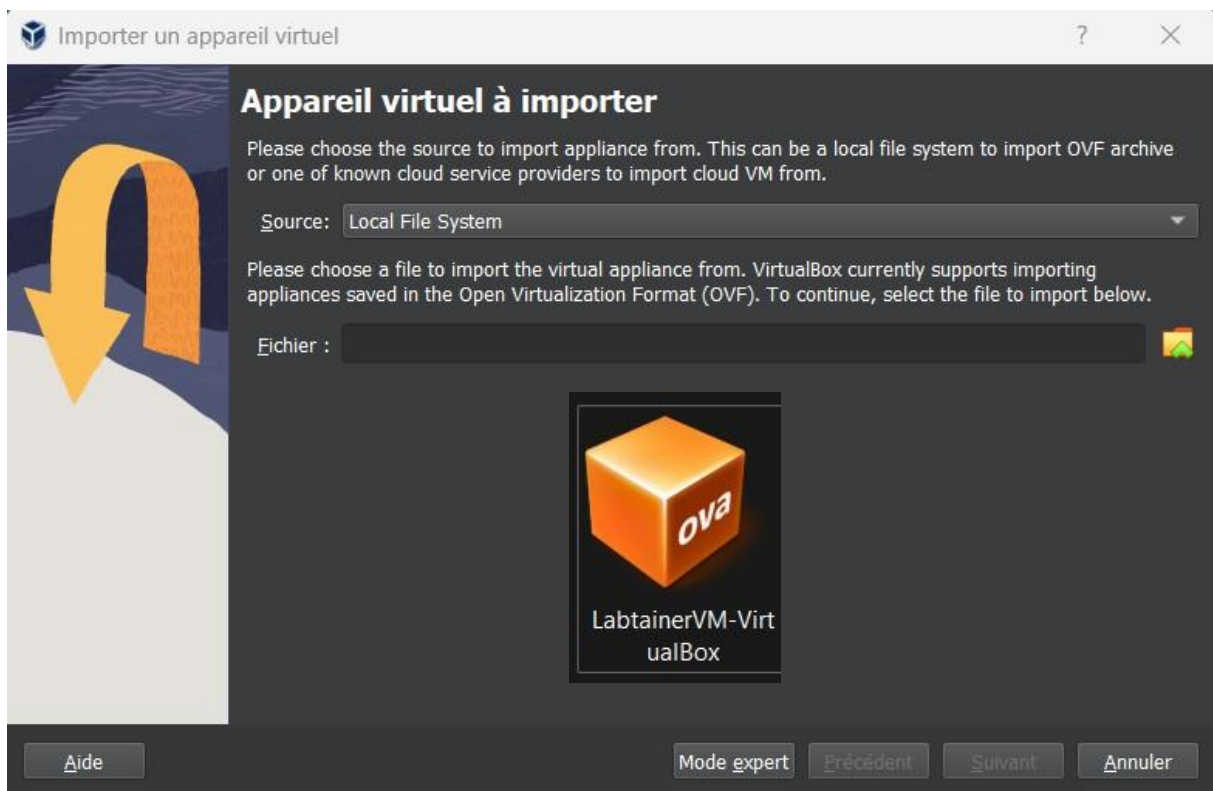 Importer un appareil virtuel
?
Appareil virtuel à importer
Please choose the source to import appliance from. This can be a local file system to import OVF archive
or one of known cloud service providers to import cloud VM from.
Source: Local File System
Please choose a file to import the virtual appliance from. VirtualBox currently supports importing
appliances saved in the Open Virtualization Format (OVF). To continue, select the file to import below.
Fichier :
ova
LabtainerVM-Virt
ualBox
Aide Mode expert Précédent Suivant Annuler